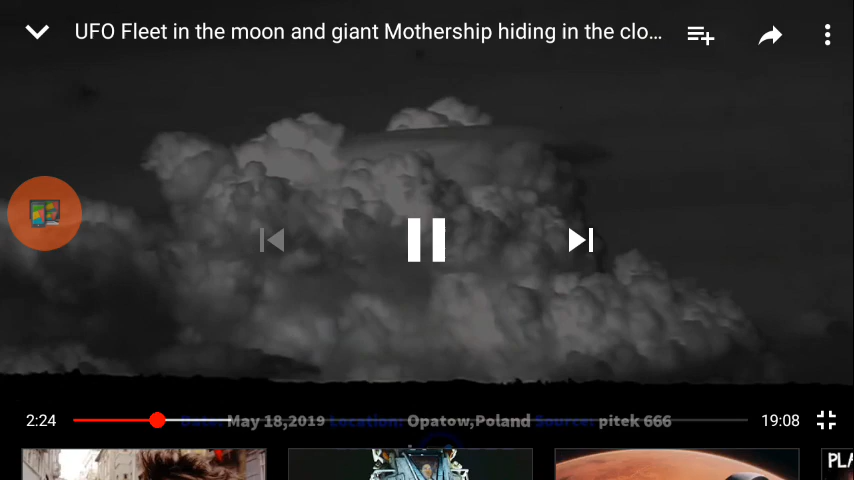 UFO Fleet in the moon and giant Mothership hiding in the clo...
2:24
Date: May 18,2019 Location: Opatow,Poland Source: pitek 666
19:08
PLA